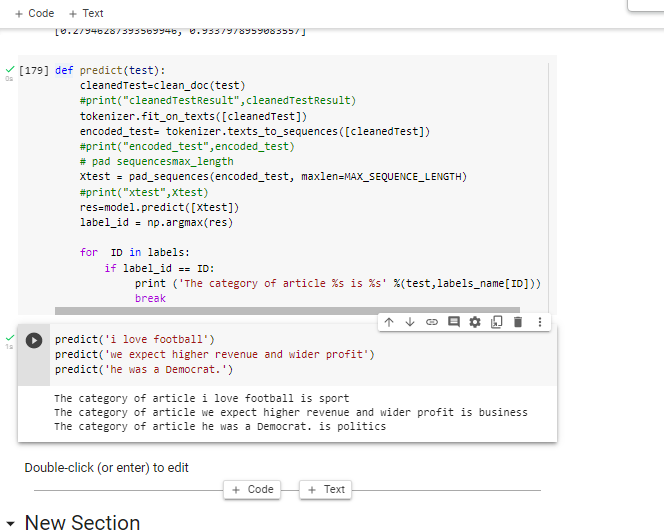 + Code + Text
[0.27946287393569946, 0.9337978959083557]
[179] def predict(test):
cleanedTest=clean_doc(test)
#print("cleanedTestResult",cleanedTestResult)
tokenizer.fit_on_texts([cleanedTest])
encoded_test= tokenizer.texts_to_sequences([cleanedTest])
#print("encoded_test",encoded_test)
# pad sequencesmax_length
Xtest = pad_sequences(encoded_test, maxlen=MAX_SEQUENCE_LENGTH)
#print("xtest",Xtest)
res=model.predict([Xtest])
label_id = np.argmax(res)
for ID in labels:
if label_id == ID:
print ('The category of article %s is %s' %(test,labels_name[ID]))
break
predict('i love football')
predict('we expect higher revenue and wider profit')
predict('he was a Democrat.')
The category of article i love football is sport
The category of article we expect higher revenue and wider profit is business
The category of article he was a Democrat. is politics
Double-click (or enter) to edit
+ Code + Text
New Section
0s
1s